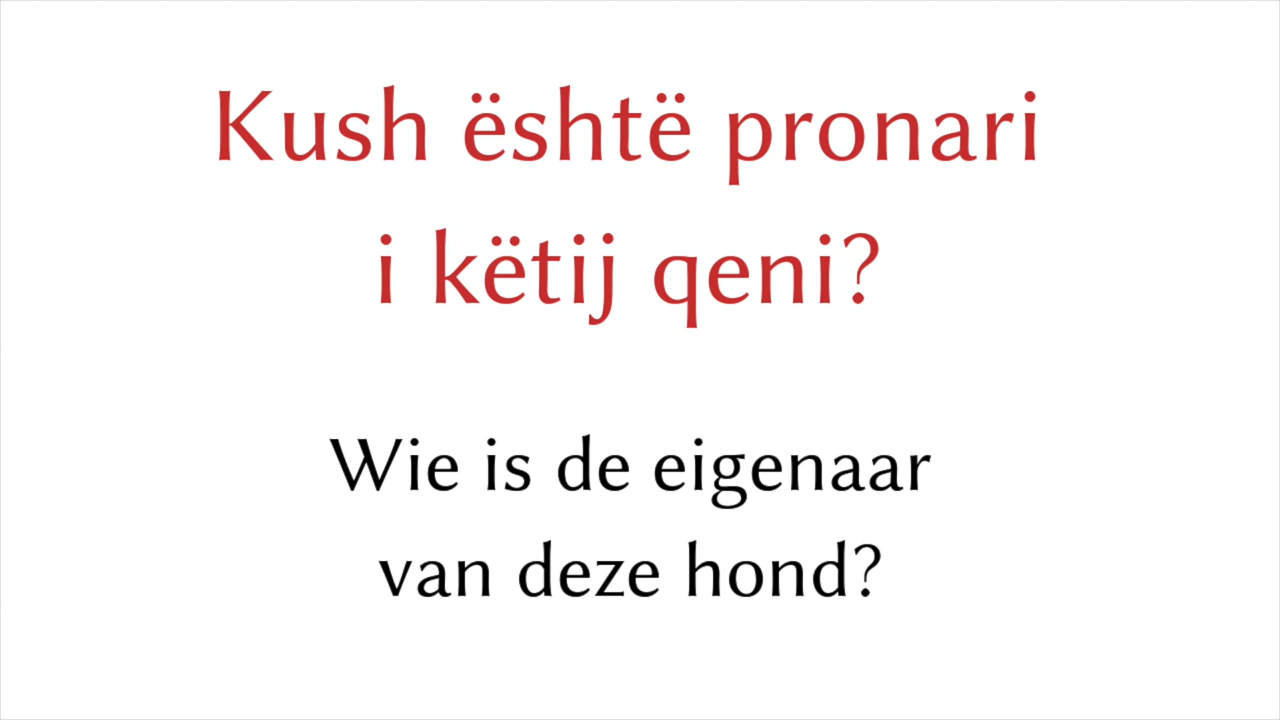 Kush është pronari
i këtij qeni?
Wie is de eigenaar
van deze hond?